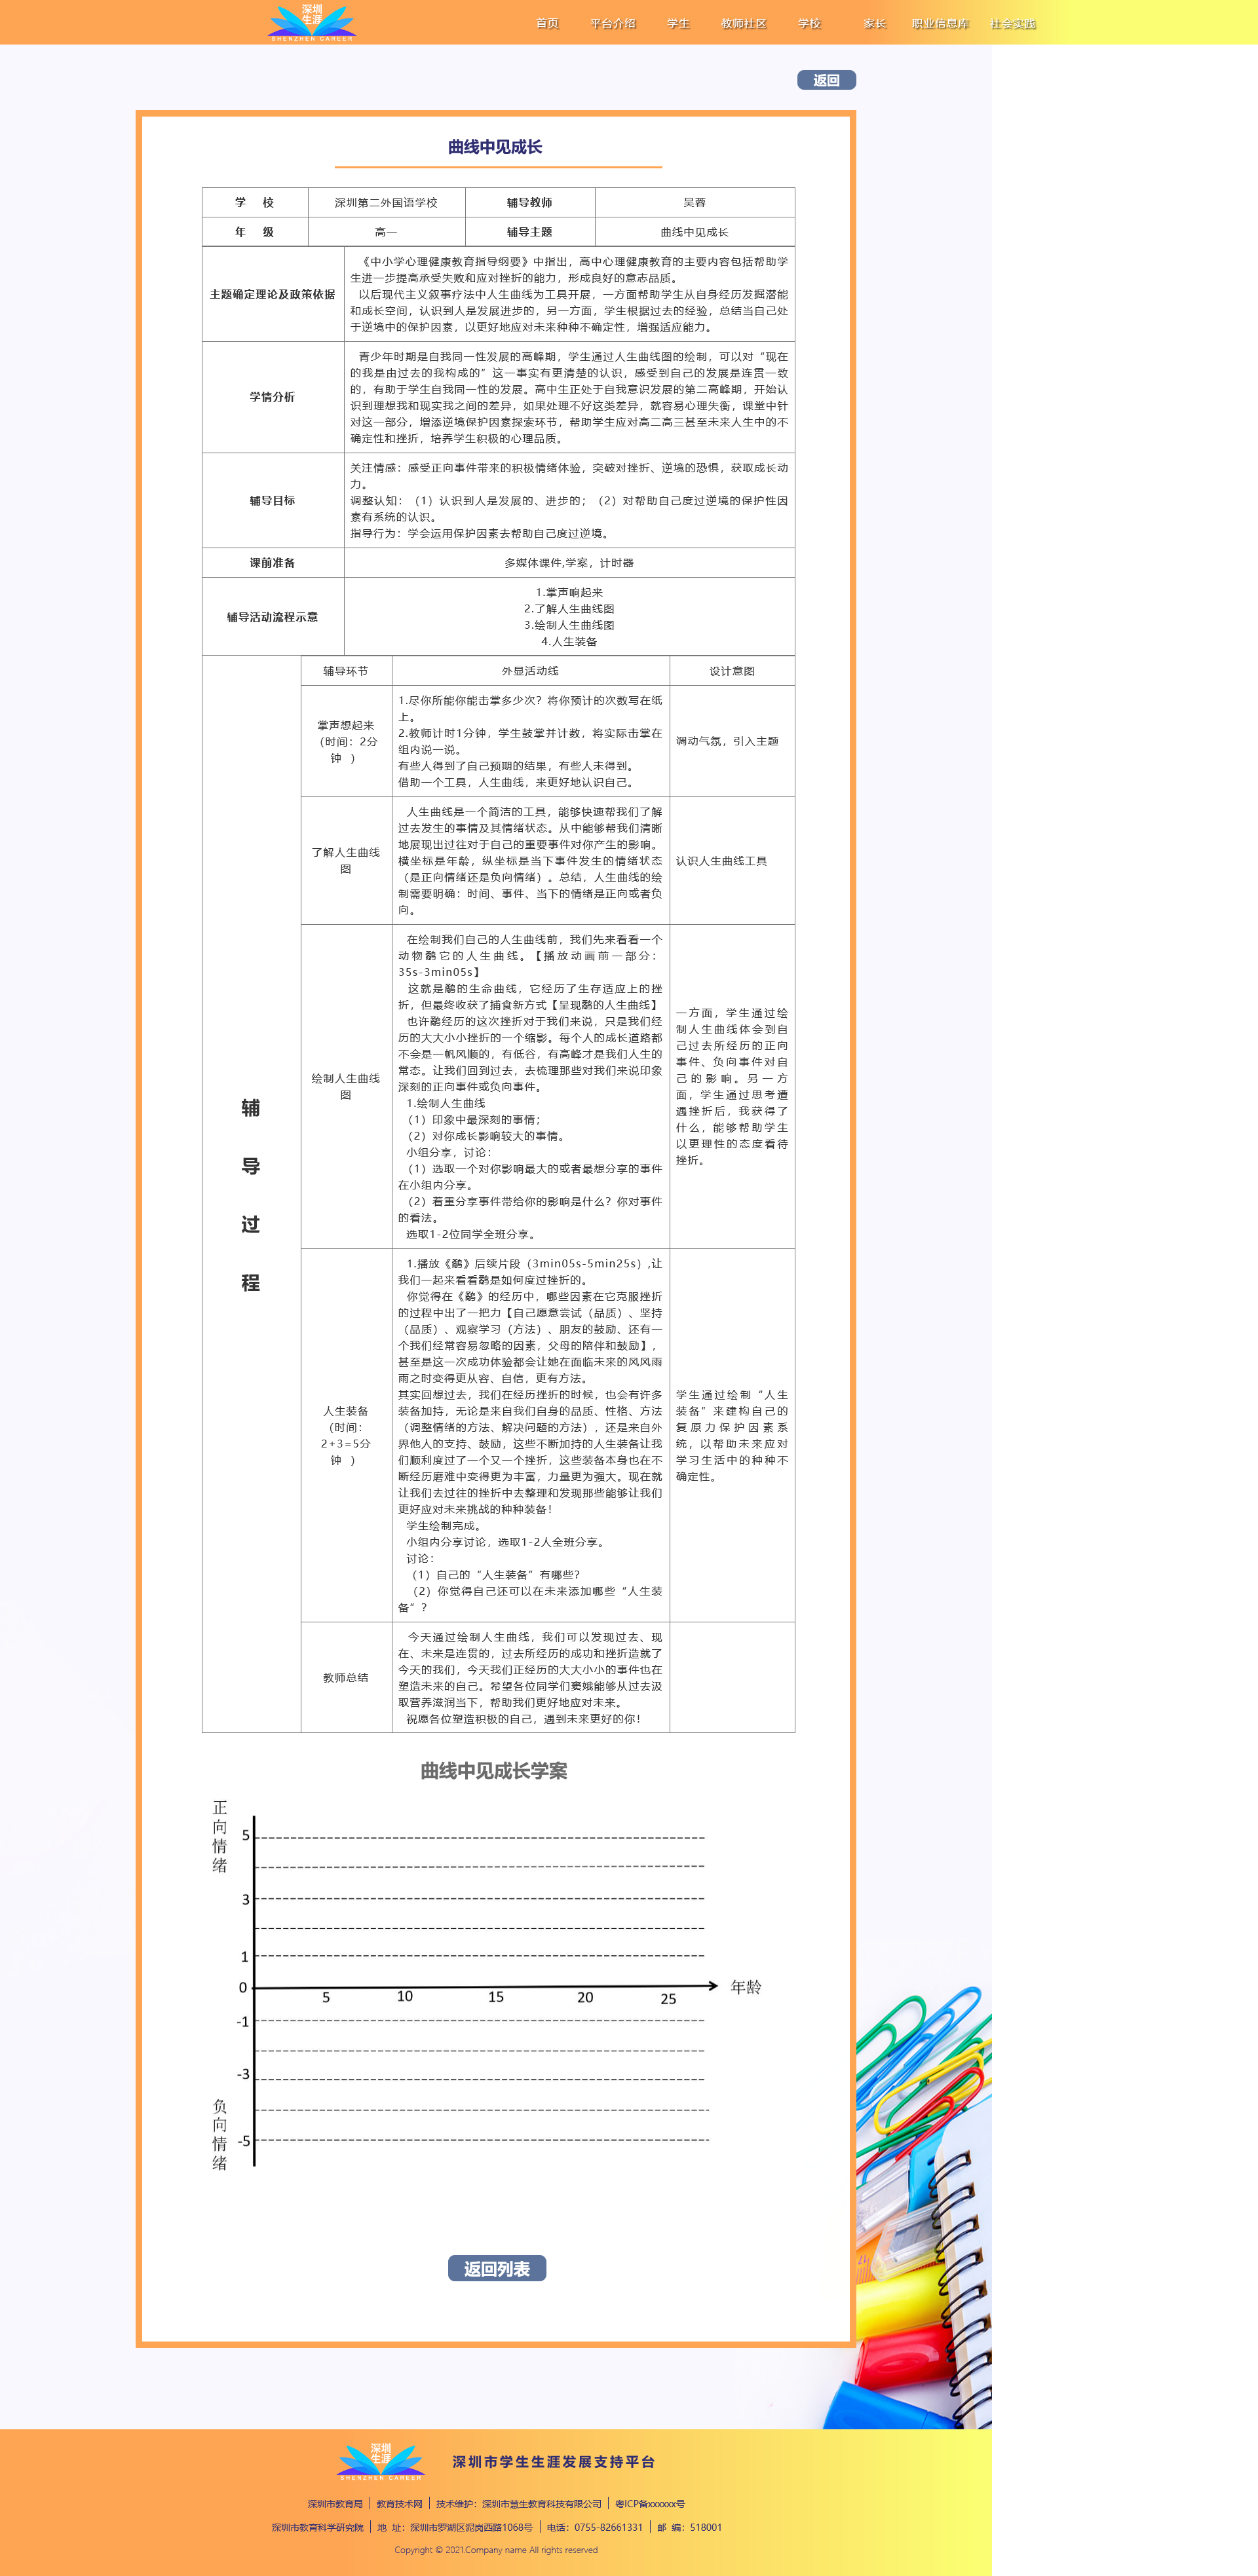 深圳
生涯
SHENZHEN CAREER
首页 平台介绍 学生 教师社区 学校 家长 职业信息库 社会实践
返回
曲线中见成长
学 校 深圳第二外国语学校 辅导教师 吴蓉
年 级 高一 辅导主题 曲线中见成长
主题确定理论及政策依据
《中小学心理健康教育指导纲要》中指出，高中心理健康教育的主要内容包括帮助学
生进一步提高承受失败和应对挫折的能力，形成良好的意志品质。
以后现代主义叙事疗法中人生曲线为工具开展，一方面帮助学生从自身经历发掘潜能
和成长空间，认识到人是发展进步的，另一方面，学生根据过去的经验，总结当自己处
于逆境中的保护因素，以更好地应对未来种种不确定性，增强适应能力。
学情分析
青少年时期是自我同一性发展的高峰期，学生通过人生曲线图的绘制，可以对“现在
的我是由过去的我构成的”这一事实有更清楚的认识，感受到自己的发展是连贯一致
的，有助于学生自我同一性的发展。高中生正处于自我意识发展的第二高峰期，开始认
识到理想我和现实我之间的差异，如果处理不好这类差异，就容易心理失衡，课堂中针
对这一部分，增添逆境保护因素探索环节，帮助学生应对高二高三甚至未来人生中的不
确定性和挫折，培养学生积极的心理品质。
辅导目标
关注情感：感受正向事件带来的积极情绪体验，突破对挫折、逆境的恐惧，获取成长动
力。
调整认知：（1）认识到人是发展的、进步的；（2）对帮助自己度过逆境的保护性因
素有系统的认识。
指导行为：学会运用保护因素去帮助自己度过逆境。
课前准备 多媒体课件,学案，计时器
辅导活动流程示意
1.掌声响起来
2.了解人生曲线图
3.绘制人生曲线图
4.人生装备
辅
导
过
程
辅导环节 外显活动线 设计意图
掌声想起来
（时间：2分
钟 ）
1.尽你所能你能击掌多少次？将你预计的次数写在纸
上。
2.教师计时1分钟，学生鼓掌并计数，将实际击掌在
组内说一说。
有些人得到了自己预期的结果，有些人未得到。
借助一个工具，人生曲线，来更好地认识自己。
调动气氛，引入主题
了解人生曲线
图
人生曲线是一个简洁的工具，能够快速帮我们了解
过去发生的事情及其情绪状态。从中能够帮我们清晰
地展现出过往对于自己的重要事件对你产生的影响。
横坐标是年龄，纵坐标是当下事件发生的情绪状态
（是正向情绪还是负向情绪）。总结，人生曲线的绘
制需要明确：时间、事件、当下的情绪是正向或者负
向。
认识人生曲线工具
绘制人生曲线
图
在绘制我们自己的人生曲线前，我们先来看看一个
动物鹬它的人生曲线。【播放动画前一部分：
35s-3min05s】
这就是鹬的生命曲线，它经历了生存适应上的挫
折，但最终收获了捕食新方式【呈现鹬的人生曲线】
也许鹬经历的这次挫折对于我们来说，只是我们经
历的大大小小挫折的一个缩影。每个人的成长道路都
不会是一帆风顺的，有低谷，有高峰才是我们人生的
常态。让我们回到过去，去梳理那些对我们来说印象
深刻的正向事件或负向事件。
1.绘制人生曲线
（1）印象中最深刻的事情；
（2）对你成长影响较大的事情。
小组分享，讨论：
（1）选取一个对你影响最大的或者最想分享的事件
在小组内分享。
（2）着重分享事件带给你的影响是什么？你对事件
的看法。
选取1-2位同学全班分享。
一方面，学生通过绘
制人生曲线体会到自
己过去所经历的正向
事件、负向事件对自
己的影响。另一方
面，学生通过思考遭
遇挫折后，我获得了
什么，能够帮助学生
以更理性的态度看待
挫折。
人生装备
（时间：
2+3=5分
钟 ）
1.播放《鹬》后续片段（3min05s-5min25s）,让
我们一起来看看鹬是如何度过挫折的。
你觉得在《鹬》的经历中，哪些因素在它克服挫折
的过程中出了一把力【自己愿意尝试（品质）、坚持
（品质）、观察学习（方法）、朋友的鼓励、还有一
个我们经常容易忽略的因素，父母的陪伴和鼓励】，
甚至是这一次成功体验都会让她在面临未来的风风雨
雨之时变得更从容、自信，更有方法。
其实回想过去，我们在经历挫折的时候，也会有许多
装备加持，无论是来自我们自身的品质、性格、方法
（调整情绪的方法、解决问题的方法），还是来自外
界他人的支持、鼓励，这些不断加持的人生装备让我
们顺利度过了一个又一个挫折，这些装备本身也在不
断经历磨难中变得更为丰富，力量更为强大。现在就
让我们去过往的挫折中去整理和发现那些能够让我们
更好应对未来挑战的种种装备！
学生绘制完成。
小组内分享讨论，选取1-2人全班分享。
讨论：
（1）自己的“人生装备”有哪些？
（2）你觉得自己还可以在未来添加哪些“人生装
备”？
学生通过绘制“人生
装备”来建构自己的
复原力保护因素系
统，以帮助未来应对
学习生活中的种种不
确定性。
教师总结
今天通过绘制人生曲线，我们可以发现过去、现
在、未来是连贯的，过去所经历的成功和挫折造就了
今天的我们，今天我们正经历的大大小小的事件也在
塑造未来的自己。希望各位同学们窦娥能够从过去汲
取营养滋润当下，帮助我们更好地应对未来。
祝愿各位塑造积极的自己，遇到未来更好的你！
曲线中见成长学案
正向情绪
5
3
1
0
-1
-3
-5
5 10 15 20 25
年龄
负向情绪
返回列表
深圳
生涯
SHENZHEN CAREER
深圳市学生生涯发展支持平台
深圳市教育局 教育技术网 技术维护：深圳市慧生教育科技有限公司 粤ICP备xxxxxx号
深圳市教育科学研究院 地 址：深圳市罗湖区泥岗西路1068号 电话：0755-82661331 邮 编：518001
Copyright © 2021.Company name All rights reserved